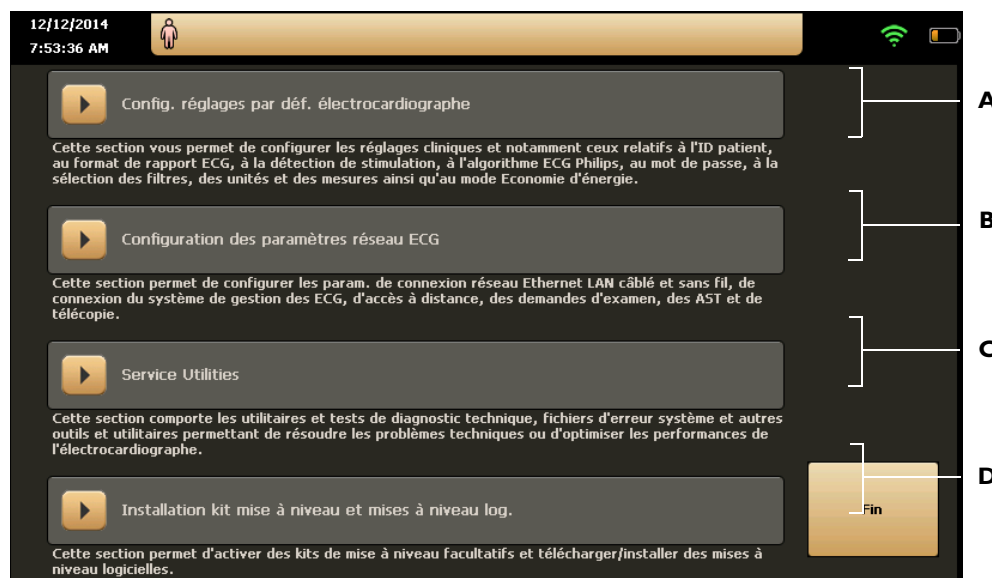 12/12/2014
7:53:36 AM
Config. réglages par déf. électrocardiographe
A
Cette section vous permet de configurer les réglages cliniques et notamment ceux relatifs à l'ID patient,
au format de rapport ECG, à la détection de stimulation, à l'algorithme ECG Philips, au mot de passe, à la
sélection des filtres, des unités et des mesures ainsi qu'au mode Economie d'énergie.
B
Configuration des paramètres réseau ECG
Cette section permet de configurer les param. de connexion réseau Ethernet LAN câblé et sans fil, de
connexion du système de gestion des ECG, d'accès à distance, des demandes d'examen, des AST et de
télécopie.
C
Service Utilities
Cette section comporte les utilitaires et tests de diagnostic technique, fichiers d'erreur système et autres
outils et utilitaires permettant de résoudre les problèmes techniques ou d'optimiser les performances de
l'électrocardiographe.
D
Installation kit mise à niveau et mises à niveau log.
Fin
Cette section permet d'activer des kits de mise à niveau facultatifs et télécharger/installer des mises à
niveau logicielles.